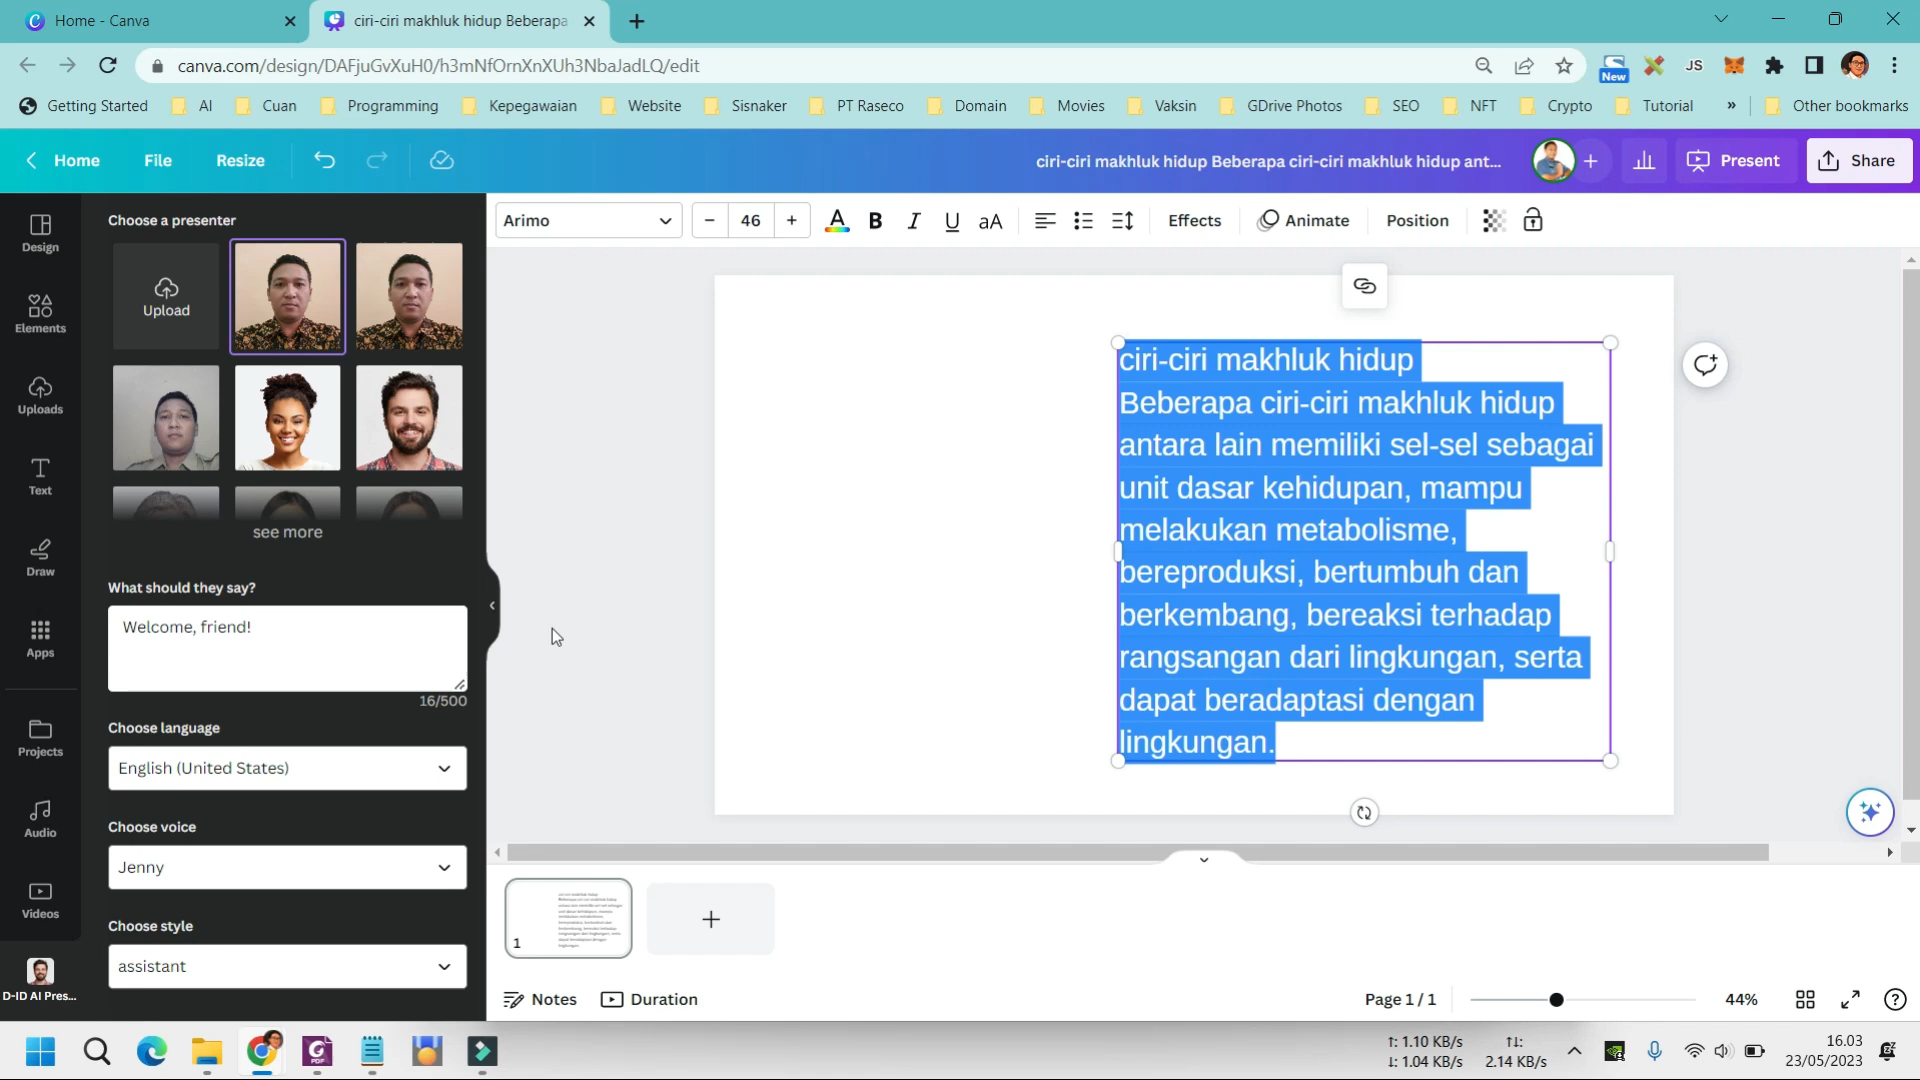 Home - Canva
ciri-ciri makhluk hidup Beberapa
canva.com/design/DAFjuGvXuH0/h3mNfOrnXnXUh3NbaJadLQ/edit
New
JS
Getting Started
AI
Cuan
Programming
Kepegawaian
Website
Sisnaker
PT Raseco
Domain
Movies
Vaksin
GDrive Photos
SEO
NFT
Crypto
Tutorial
»
Other bookmarks
Home
File
Resize
ciri-ciri makhluk hidup Beberapa ciri-ciri makhluk hidup ant...
Present
Share
Design
Elements
Uploads
Text
Draw
Apps
Projects
Audio
Videos
D-ID AI Pres...
Choose a presenter
Upload
see more
What should they say?
Welcome, friend!
16/500
Choose language
English (United States)
Choose voice
Jenny
Choose style
assistant
Arimo
46
A
B
I
U
aA
Effects
Animate
Position
ciri-ciri makhluk hidup
Beberapa ciri-ciri makhluk hidup
antara lain memiliki sel-sel sebagai
unit dasar kehidupan, mampu
melakukan metabolisme,
bereproduksi, bertumbuh dan
berkembang, bereaksi terhadap
rangsangan dari lingkungan, serta
dapat beradaptasi dengan
lingkungan.
1
Notes
Duration
Page 1 / 1
44%
PDF
↑: 1.10 KB/s
↓: 1.04 KB/s
↑↓:
2.14 KB/s
16.03
23/05/2023